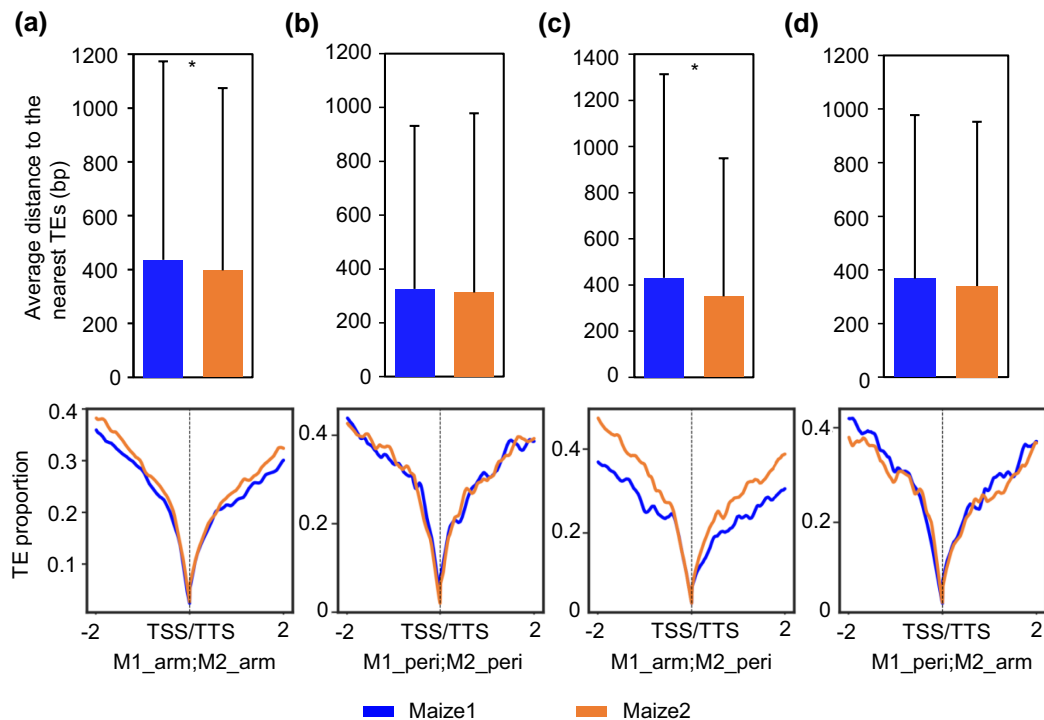 (a)
(b)
(c)
(d)
Average distance to the
nearest TEs (bp)
1200
1000
800
600
400
200
0
*
1200
1000
800
600
400
200
0
1400
1200
1000
800
600
400
200
0
*
1200
1000
800
600
400
200
0
TE proportion
0.4
0.3
0.2
0.1
-2 TSS/TTS 2
M1_arm;M2_arm
0.4
0.2
0
-2 TSS/TTS 2
M1_peri;M2_peri
0.4
0.2
0
-2 TSS/TTS 2
M1_arm;M2_peri
0.4
0.2
0
-2 TSS/TTS 2
M1_peri;M2_arm
Maize1 Maize2